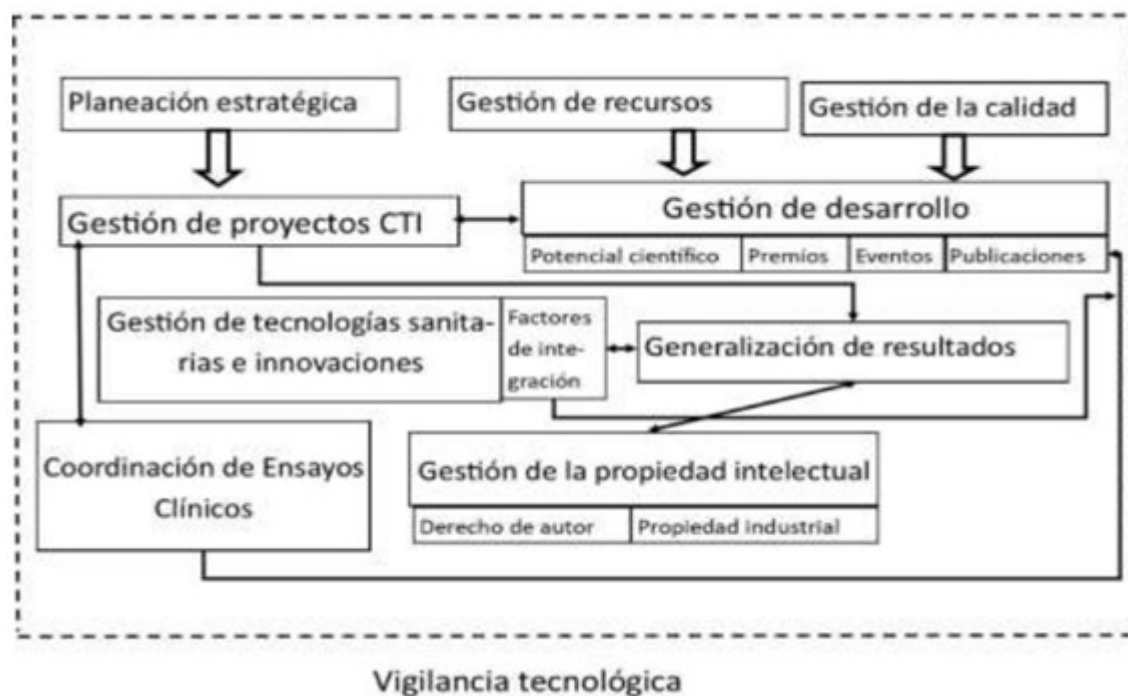 Planeación estratégica
Gestión de recursos
Gestión de la calidad
Gestión de proyectos CTI
Gestión de desarrollo
Potencial científico
Premios
Eventos
Publicaciones
Gestión de tecnologías sanita-
rias e innovaciones
Factores
de inte-
gración
Generalización de resultados
Coordinación de Ensayos
Clínicos
Gestión de la propiedad intelectual
Derecho de autor
Propiedad industrial
Vigilancia tecnológica